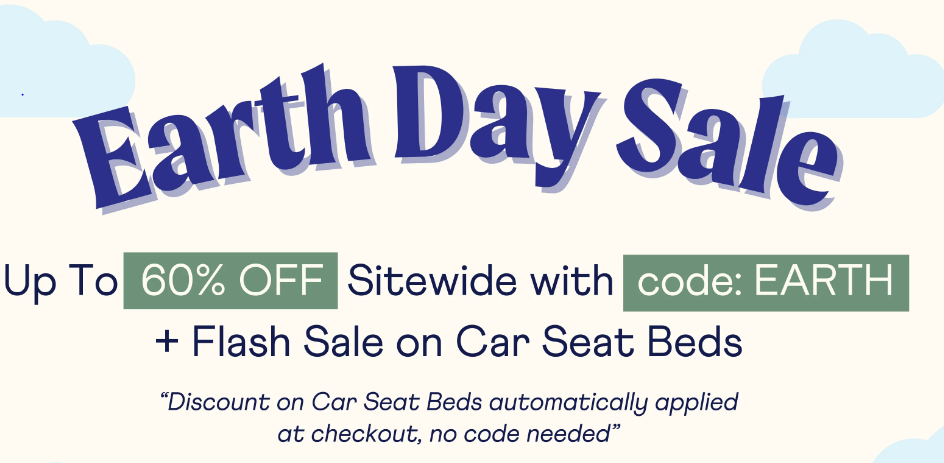 Earth Day Sale
Up To 60% OFF Sitewide with code: EARTH
+ Flash Sale on Car Seat Beds
“Discount on Car Seat Beds automatically applied
at checkout, no code needed”